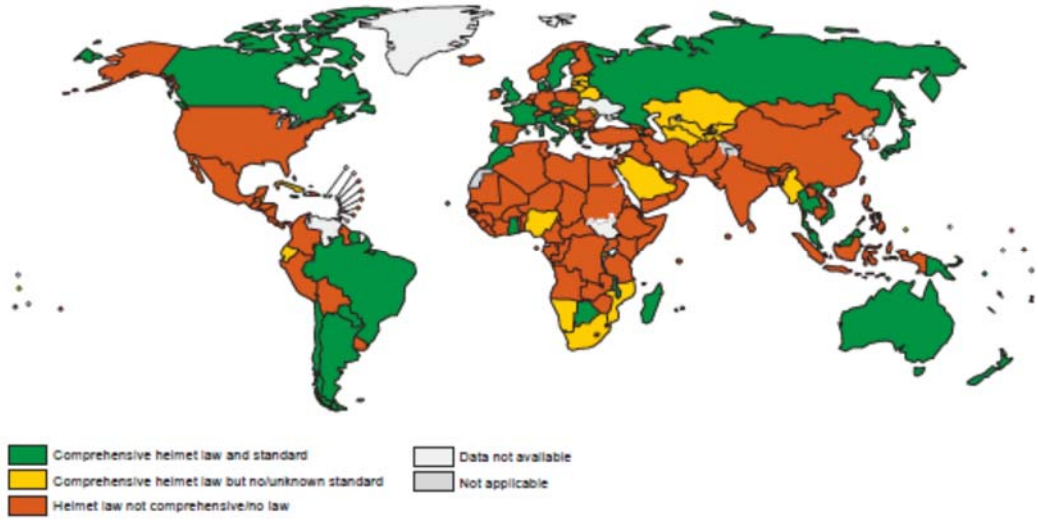 Comprehensive helmet law and standard
Comprehensive helmet law but no/unknown standard
Helmet law not comprehensive/no law
Data not available
Not applicable